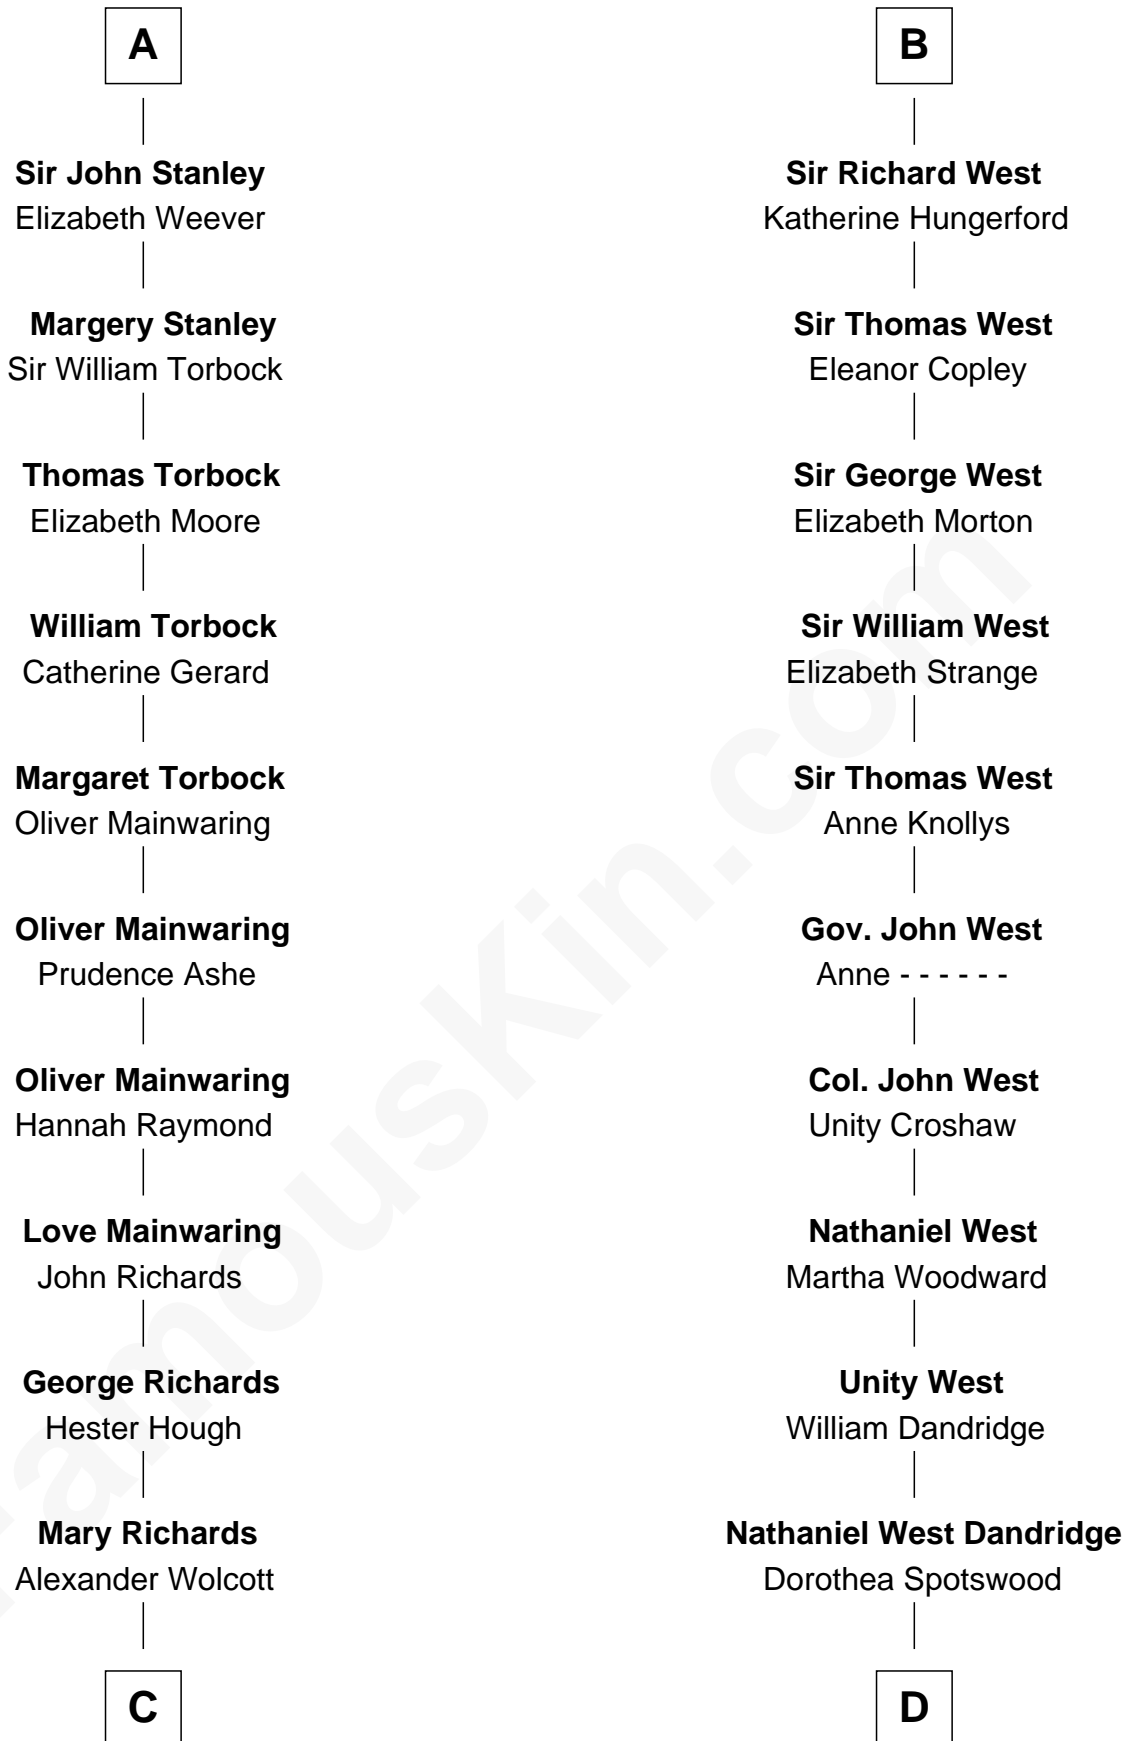 A
Sir John Stanley
Elizabeth Weever
Margery Stanley
Sir William Torbock
Thomas Torbock
Elizabeth Moore
William Torbock
Catherine Gerard
Margaret Torbock
Oliver Mainwaring
Oliver Mainwaring
Prudence Ashe
Oliver Mainwaring
Hannah Raymond
Love Mainwaring
John Richards
George Richards
Hester Hough
Mary Richards
Alexander Wolcott
C
B
Sir Richard West
Katherine Hungerford
Sir Thomas West
Eleanor Copley
Sir George West
Elizabeth Morton
Sir William West
Elizabeth Strange
Sir Thomas West
Anne Knollys
Gov. John West
Anne - - - - - -
Col. John West
Unity Croshaw
Nathaniel West
Martha Woodward
Unity West
William Dandridge
Nathaniel West Dandridge
Dorothea Spotswood
D
FamousKin.com